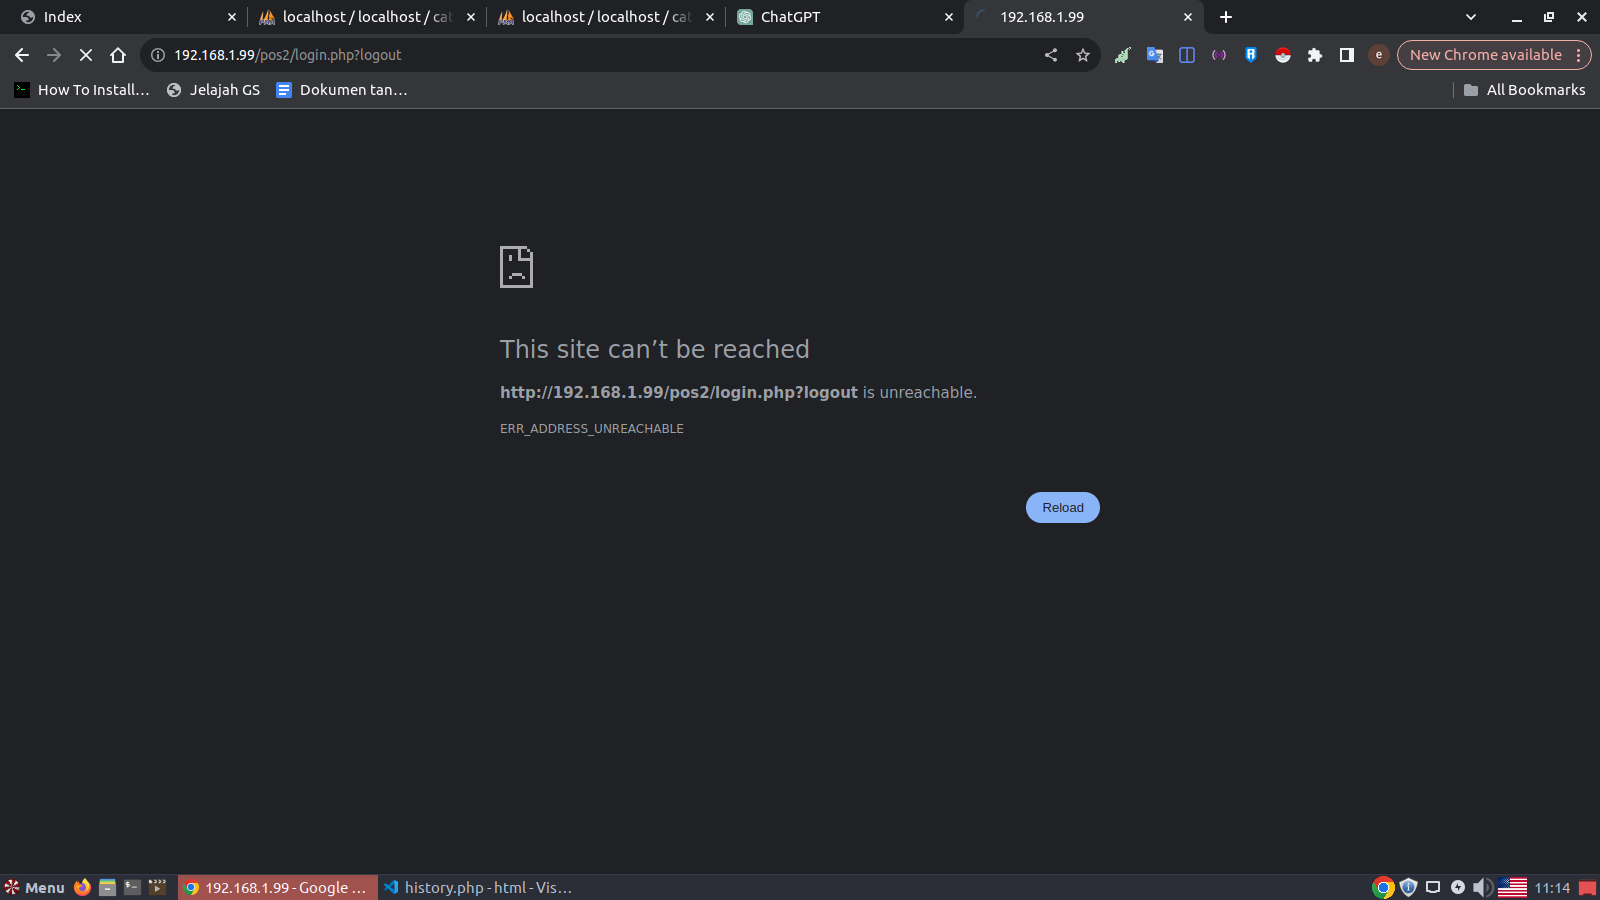 Index
localhost / localhost / cat
localhost / localhost / cat
ChatGPT
192.168.1.99
192.168.1.99/pos2/login.php?logout
e
New Chrome available
How To Install...
Jelajah GS
Dokumen tan...
All Bookmarks
This site can’t be reached
http://192.168.1.99/pos2/login.php?logout is unreachable.
ERR_ADDRESS_UNREACHABLE
Reload
Menu
192.168.1.99 - Google ...
history.php - html - Vis...
11:14